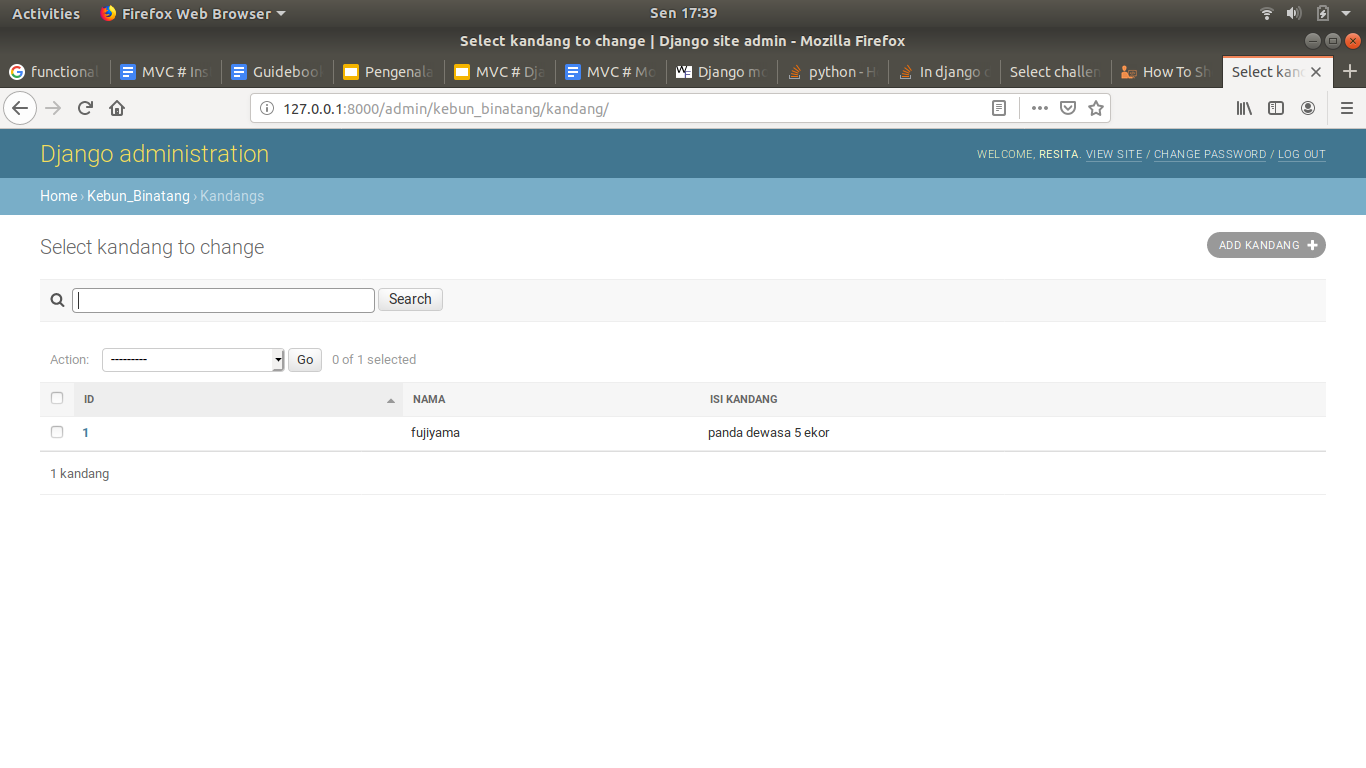 Activities Firefox Web Browser Sen 17:39
Select kandang to change | Django site admin - Mozilla Firefox
functional MVC # Ins Guidebook Pengenala MVC # Dja MVC # Mo Django mo python - H In django c Select challen How To Sh Select kan
127.0.0.1:8000/admin/kebun_binatang/kandang/
Django administration WELCOME, RESITA. VIEW SITE / CHANGE PASSWORD / LOG OUT
Home › Kebun_Binatang › Kandangs
Select kandang to change ADD KANDANG +
Search
Action: --------- Go 0 of 1 selected
ID NAMA ISI KANDANG
1 fujiyama panda dewasa 5 ekor
1 kandang